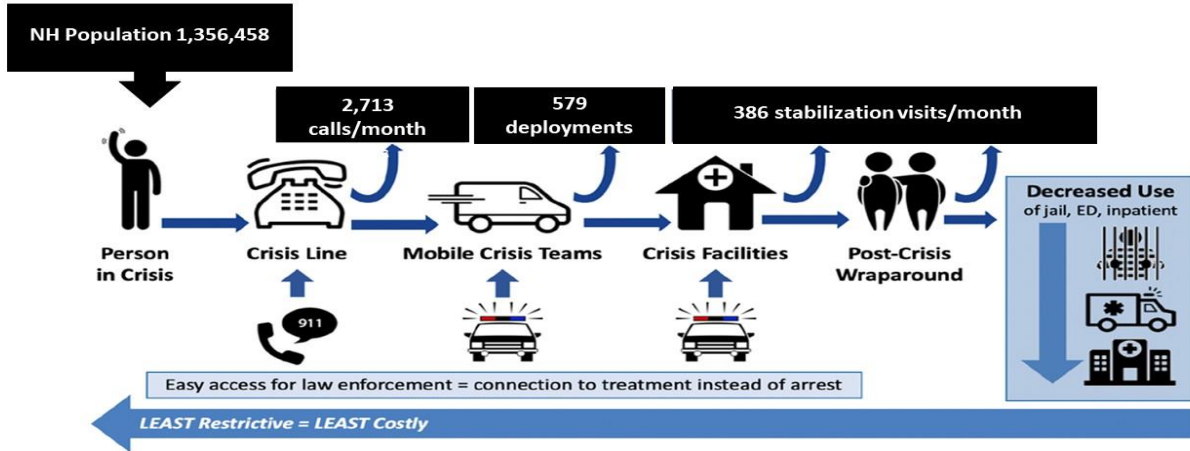 NH Population 1,356,458
2,713
calls/month
579
deployments
386 stabilization visits/month
Person
in Crisis
Crisis Line
Mobile Crisis Teams
Crisis Facilities
Post-Crisis
Wraparound
Decreased Use
of jail, ED, inpatient
911
Easy access for law enforcement = connection to treatment instead of arrest
LEAST Restrictive = LEAST Costly